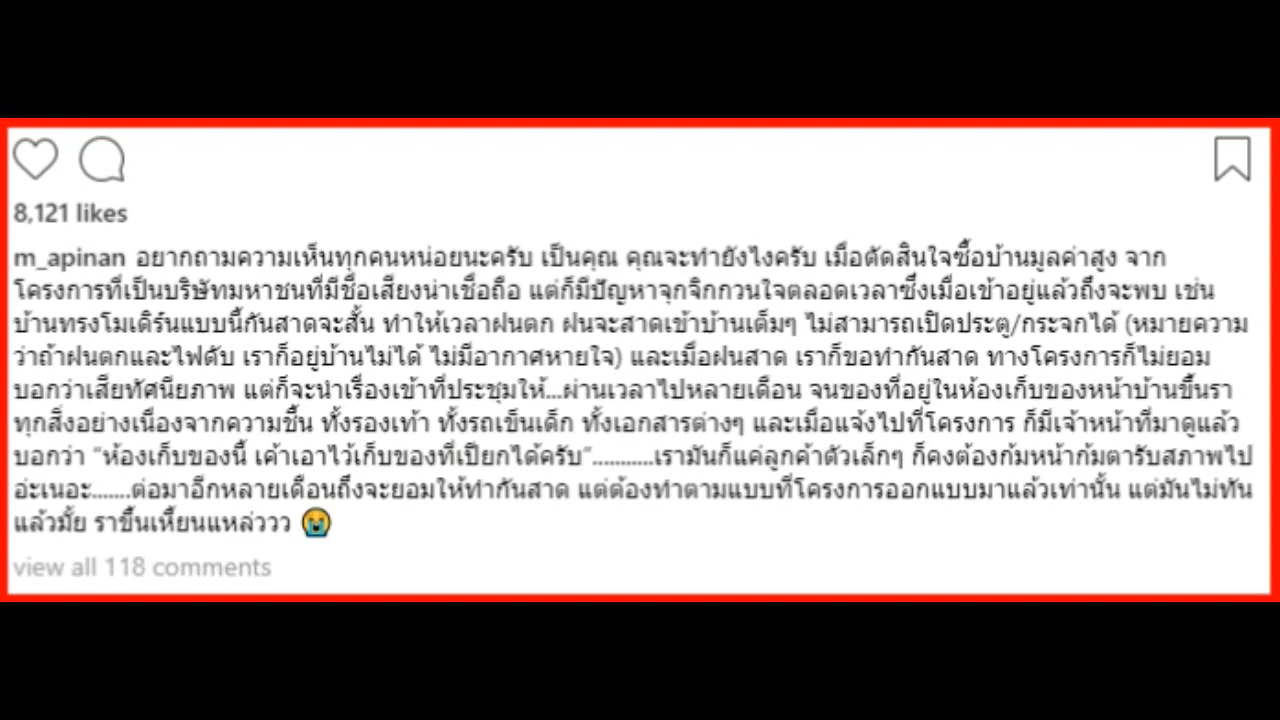 8,121 likes
m_apinan อยากถามความเห็นทุกคนหน่อยนะครับ เป็นคุณ คุณจะทำยังไงครับ เมื่อตัดสินใจซื้อบ้านมูลค่าสูง จาก
โครงการที่เป็นบริษัทมหาชนที่มีชื่อเสียงน่าเชื่อถือ แต่ก็มีปัญหาจุกจิกกวนใจตลอดเวลาซึ่งเมื่อเข้าอยู่แล้วถึงจะพบ เช่น
บ้านทรงโมเดิร์นแบบนี้กันสาดจะสั้น ทำให้เวลาฝนตก ฝนจะสาดเข้าบ้านเต็มๆ ไม่สามารถเปิดประตู/กระจกได้ (หมายความ
ว่าถ้าฝนตกและไฟดับ เราก็อยู่บ้านไม่ได้ ไม่มีอากาศหายใจ) และเมื่อฝนสาด เราก็ขอทำกันสาด ทางโครงการก็ไม่ยอม
บอกว่าเสียทัศนียภาพ แต่ก็จะนำเรื่องเข้าที่ประชุมให้...ผ่านเวลาไปหลายเดือน จนของที่อยู่ในห้องเก็บของหน้าบ้านขึ้นรา
ทุกสิ่งอย่างเนื่องจากความชื้น ทั้งรองเท้า ทั้งรถเข็นเด็ก ทั้งเอกสารต่างๆ และเมื่อแจ้งไปที่โครงการ ก็มีเจ้าหน้าที่มาดูแล้ว
บอกว่า “ห้องเก็บของนี้ เค้าเอาไว้เก็บของที่เปียกได้ครับ”...........เรามันก็แค่ลูกค้าตัวเล็กๆ ก็คงต้องก้มหน้าก้มตารับสภาพไป
อ่ะเนอะ.......ต่อมาอีกหลายเดือนถึงจะยอมให้ทำกันสาด แต่ต้องทำตามแบบที่โครงการออกแบบมาแล้วเท่านั้น แต่มันไม่ทัน
แล้วมั้ย ราขึ้นเหี้ยนแหล่ววว 😭
view all 118 comments